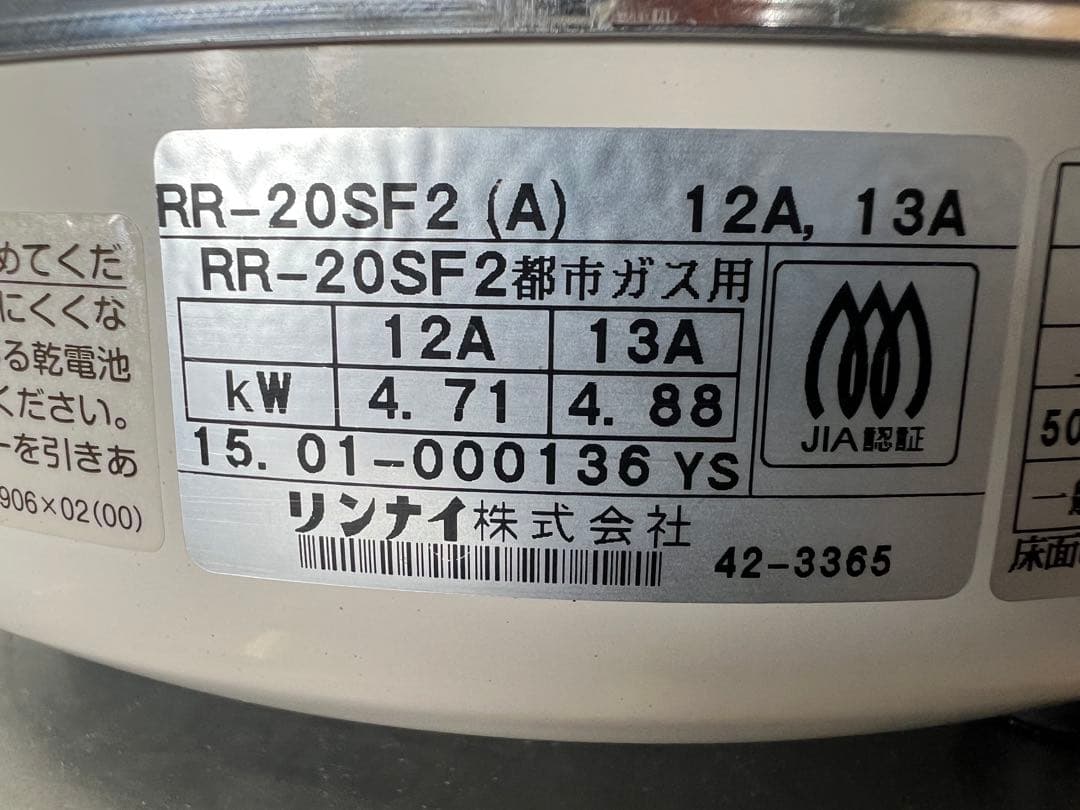 RR-20SF2 (A) 12A, 13A
RR-20SF2都市ガス用
12A 13A
kW 4.71 4.88
15.01-000136 YS
JIA認証
リンナイ株式会社
42-3365
めてくだ
にくくな
る乾電池
ください。
ーを引きあ
906×02(00)
50
一般
床面